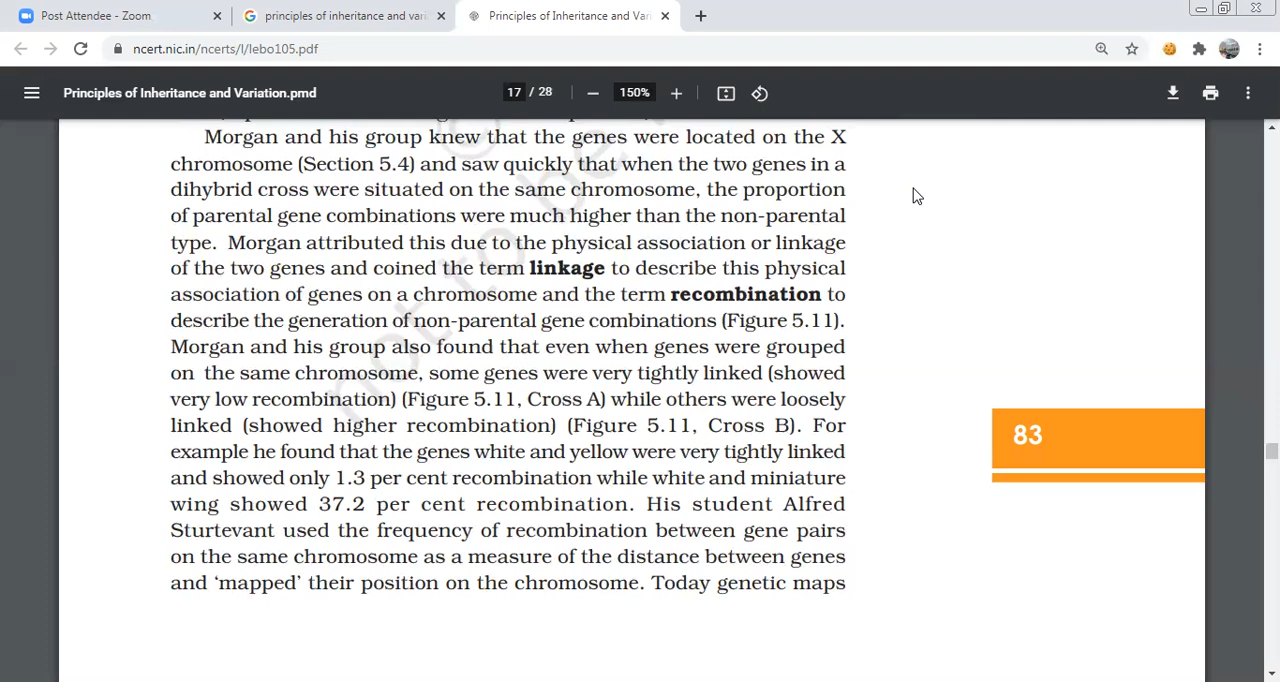 Post Attendee - Zoom
principles of inheritance and vari
Principles of Inheritance and Var
ncert.nic.in/ncerts/l/lebo105.pdf
Principles of Inheritance and Variation.pmd
17 / 28
150%
Morgan and his group knew that the genes were located on the X
chromosome (Section 5.4) and saw quickly that when the two genes in a
dihybrid cross were situated on the same chromosome, the proportion
of parental gene combinations were much higher than the non-parental
type. Morgan attributed this due to the physical association or linkage
of the two genes and coined the term linkage to describe this physical
association of genes on a chromosome and the term recombination to
describe the generation of non-parental gene combinations (Figure 5.11).
Morgan and his group also found that even when genes were grouped
on the same chromosome, some genes were very tightly linked (showed
very low recombination) (Figure 5.11, Cross A) while others were loosely
linked (showed higher recombination) (Figure 5.11, Cross B). For
example he found that the genes white and yellow were very tightly linked
and showed only 1.3 per cent recombination while white and miniature
wing showed 37.2 per cent recombination. His student Alfred
Sturtevant used the frequency of recombination between gene pairs
on the same chromosome as a measure of the distance between genes
and ‘mapped’ their position on the chromosome. Today genetic maps
83
not to be